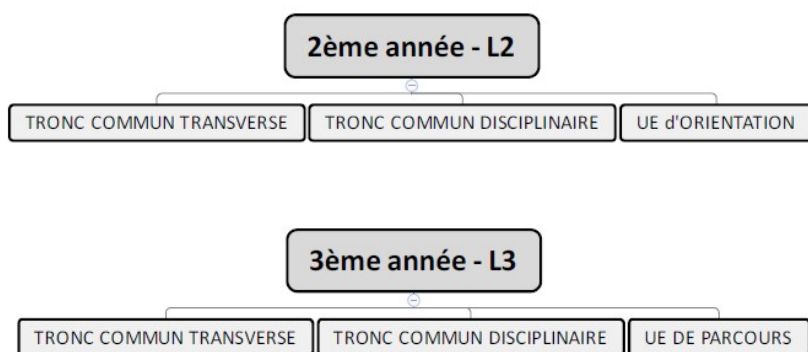 2ème année - L2
TRONC COMMUN TRANSVERSE
TRONC COMMUN DISCIPLINAIRE
UE d'ORIENTATION
3ème année - L3
TRONC COMMUN TRANSVERSE
TRONC COMMUN DISCIPLINAIRE
UE DE PARCOURS